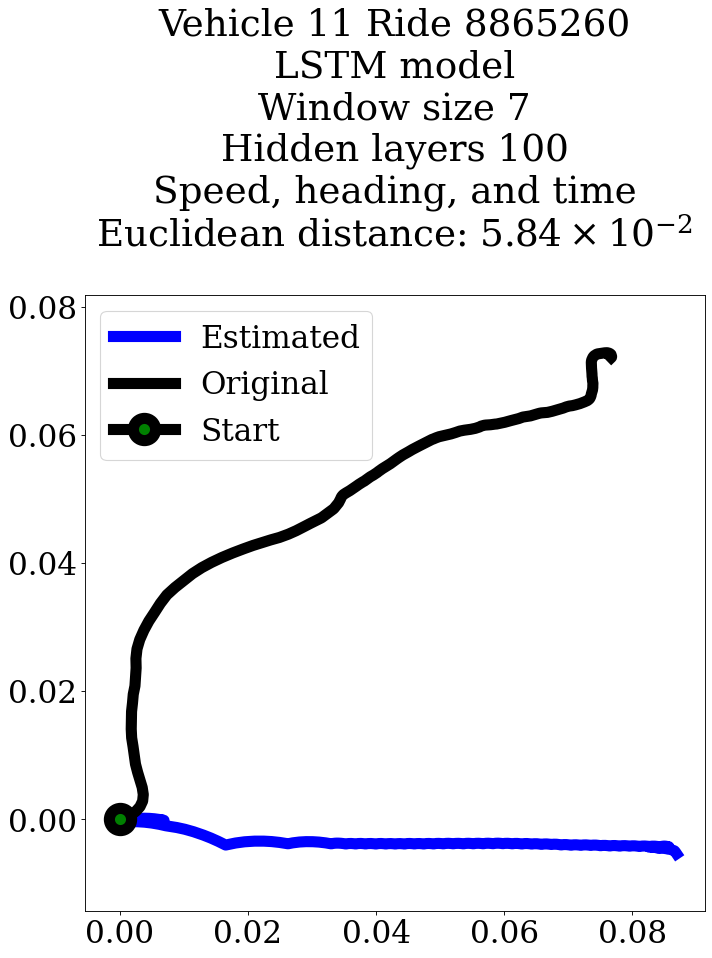 Vehicle 11 Ride 8865260
LSTM model
Window size 7
Hidden layers 100
Speed, heading, and time
Euclidean distance: 5.84 × 10⁻²
0.08
0.06
0.04
0.02
0.00
Estimated
Original
Start
0.00 0.02 0.04 0.06 0.08